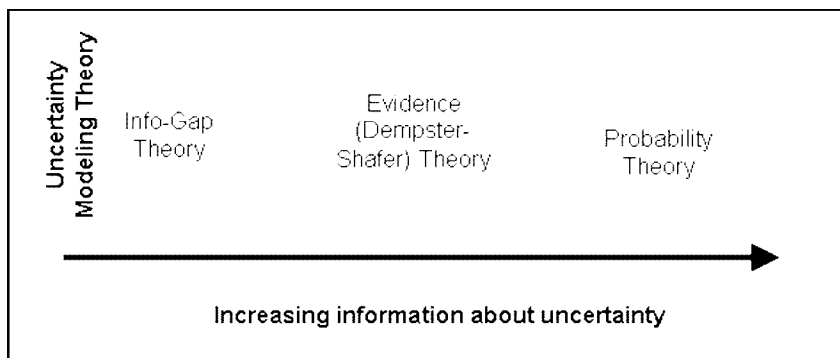 Uncertainty
Modeling Theory
Info-Gap
Theory
Evidence
(Dempster-
Shafer) Theory
Probability
Theory
Increasing information about uncertainty